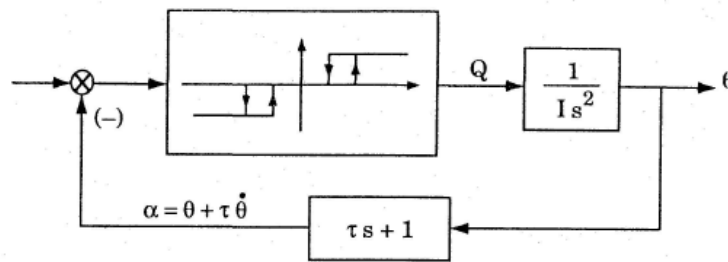 Q
1
I s²
θ
(–)
α = θ + τ θ̇
τ s + 1